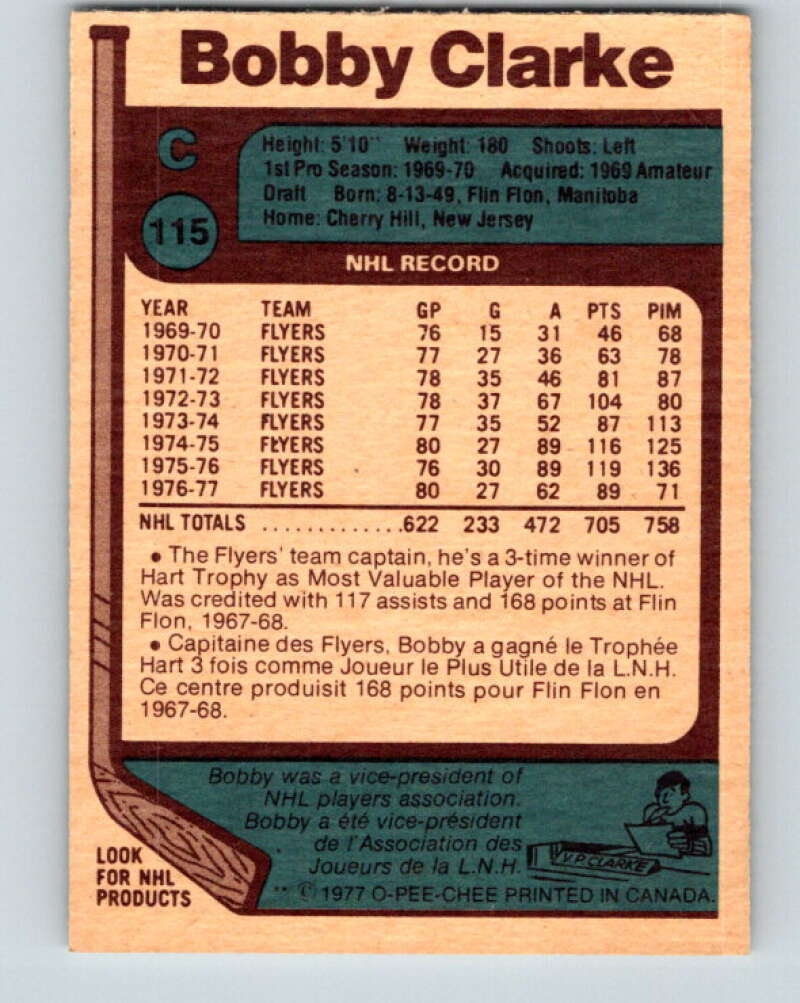 Bobby Clarke
C
115
Height: 5'10" Weight: 180 Shoots: Left
1st Pro Season: 1969-70 Acquired: 1969 Amateur
Draft Born: 8-13-49, Flin Flon, Manitoba
Home: Cherry Hill, New Jersey
NHL RECORD
YEAR TEAM GP G A PTS PIM
1969-70 FLYERS 76 15 31 46 68
1970-71 FLYERS 77 27 36 63 78
1971-72 FLYERS 78 35 46 81 87
1972-73 FLYERS 78 37 67 104 80
1973-74 FLYERS 77 35 52 87 113
1974-75 FLYERS 80 27 89 116 125
1975-76 FLYERS 76 30 89 119 136
1976-77 FLYERS 80 27 62 89 71
NHL TOTALS .............622 233 472 705 758
• The Flyers' team captain, he's a 3-time winner of
Hart Trophy as Most Valuable Player of the NHL.
Was credited with 117 assists and 168 points at Flin
Flon, 1967-68.
• Capitaine des Flyers, Bobby a gagné le Trophée
Hart 3 fois comme Joueur le Plus Utile de la L.N.H.
Ce centre produisit 168 points pour Flin Flon en
1967-68.
Bobby was a vice-president of
NHL players association.
Bobby a été vice-président
de l'Association des
Joueurs de la L.N.H.
V.P. CLARKE
LOOK
FOR NHL
PRODUCTS
** © 1977 O-PEE-CHEE PRINTED IN CANADA.